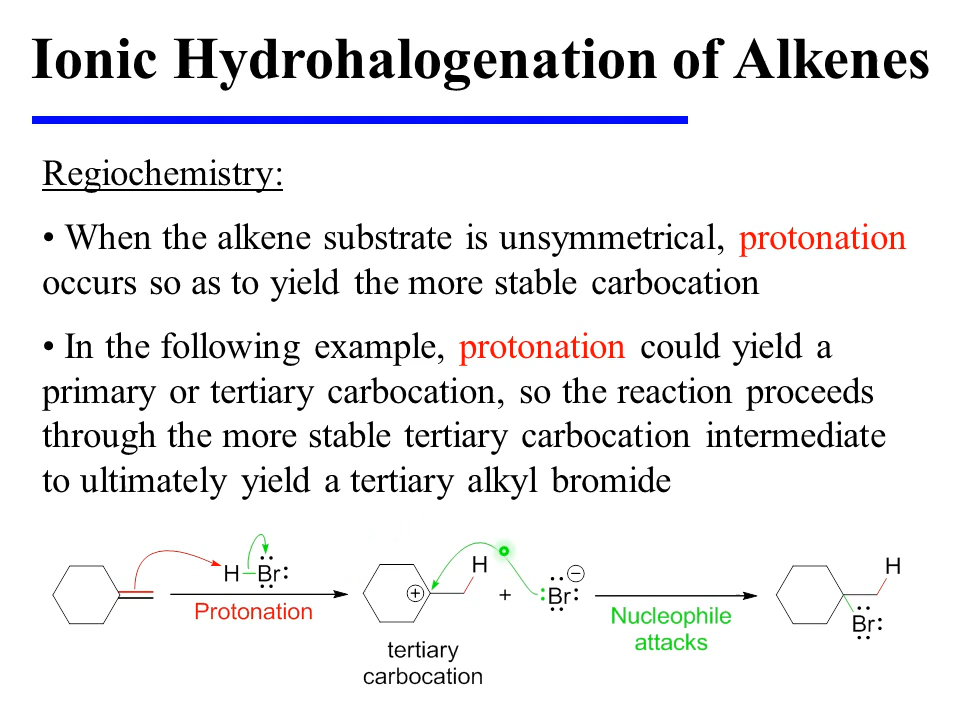 Ionic Hydrohalogenation of Alkenes
Regiochemistry:
• When the alkene substrate is unsymmetrical, protonation
occurs so as to yield the more stable carbocation
• In the following example, protonation could yield a
primary or tertiary carbocation, so the reaction proceeds
through the more stable tertiary carbocation intermediate
to ultimately yield a tertiary alkyl bromide
H Br
Protonation
H
+
tertiary
carbocation
+
Br −
Nucleophile
attacks
H
Br